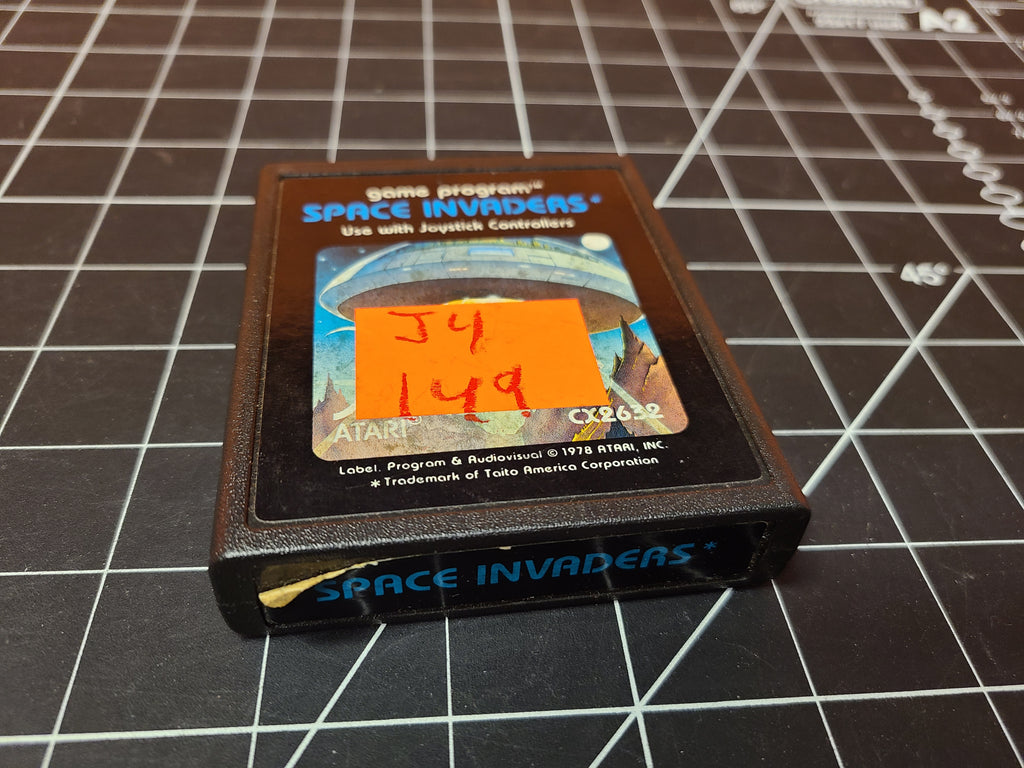 game program™
SPACE INVADERS*
Use with Joystick Controllers
J4
149
ATARI®
CX2632
Label, Program & Audiovisual © 1978 ATARI, INC.
*Trademark of Taito America Corporation
SPACE INVADERS*
45°
A2